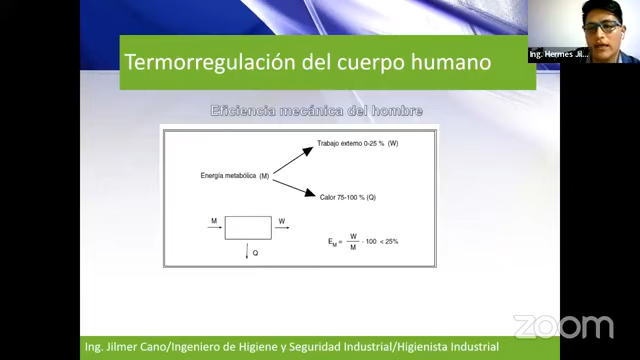 Ing. Hermes Jil...
Termorregulación del cuerpo humano
Eficiencia mecánica del hombre
Trabajo externo 0-25 % (W)
Energía metabólica (M)
Calor 75-100 % (Q)
M
W
Q
E_M = W/M · 100 < 25%
zoom
Ing. Jilmer Cano/Ingeniero de Higiene y Seguridad Industrial/Higienista Industrial